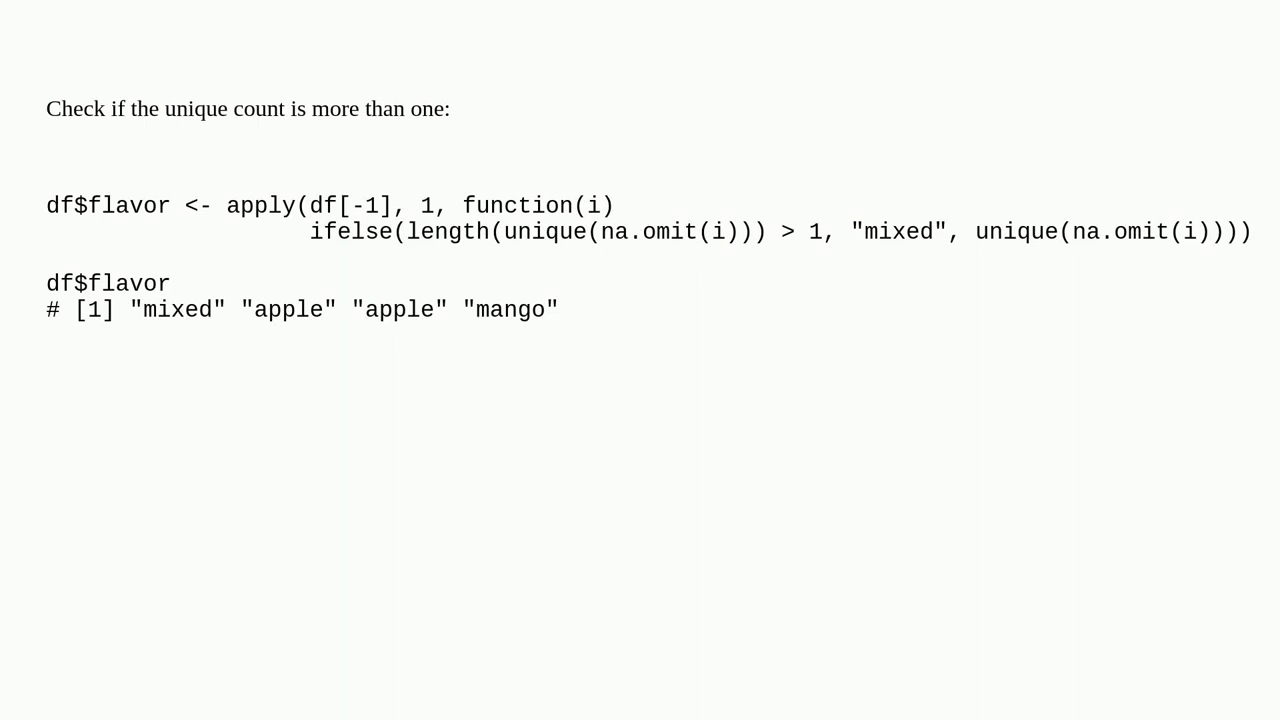 Check if the unique count is more than one:
df$flavor <- apply(df[-1], 1, function(i)
                   ifelse(length(unique(na.omit(i))) > 1, "mixed", unique(na.omit(i))))
df$flavor
# [1] "mixed" "apple" "apple" "mango"